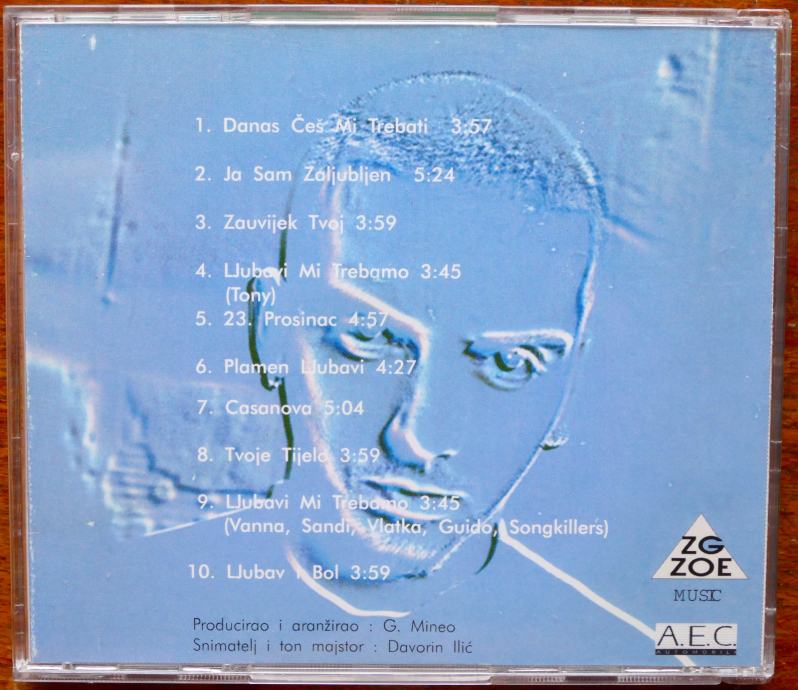 1. Danas Češ Mi Trebati 3:57
2. Ja Sam Zaljubljen 5:24
3. Zauvijek Tvoj 3:59
4. LJubavi Mi Trebamo 3:45
(Tony)
5. 23. Prosinac 4:57
6. Plamen LJubavi 4:27
7. Casanova 5:04
8. Tvoje Tijelo 3:59
9. LJubavi Mi Trebamo 3:45
(Vanna, Sandi, Vlatka, Guido, Songkillers)
10. LJubav i Bol 3:59
Producirao i aranžirao : G. Mineo
Snimatelj i ton majstor : Davorin Ilić
ZG
ZOE
MUSIC
A.E.C.
AUTOMOBILI